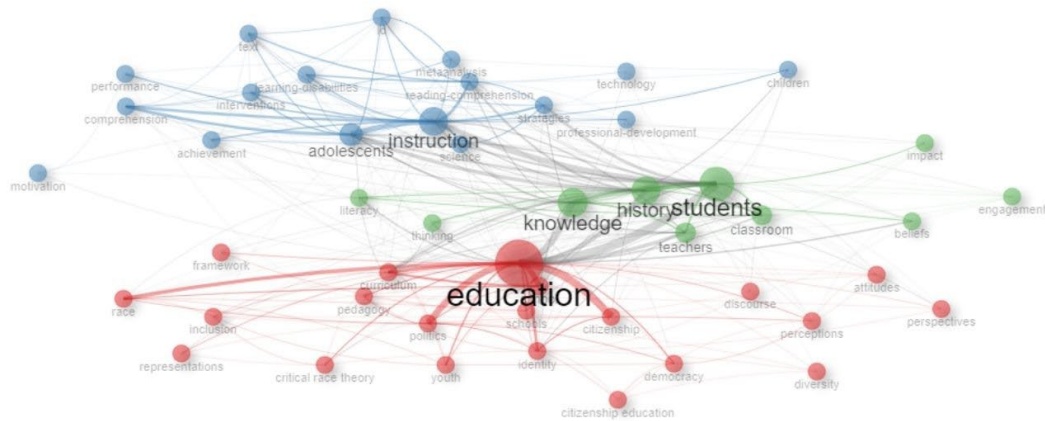 text
metaanalysis
performance
learning-disabilities
technology
children
interventions
reading-comprehension
comprehension
strategies
professional-development
achievement
adolescents
instruction
science
impact
motivation
literacy
thinking
knowledge
history
students
classroom
teachers
beliefs
engagement
framework
curriculum
education
attitudes
race
pedagogy
schools
discourse
inclusion
politics
citizenship
perceptions
perspectives
representations
critical race theory
youth
identity
democracy
diversity
citizenship education